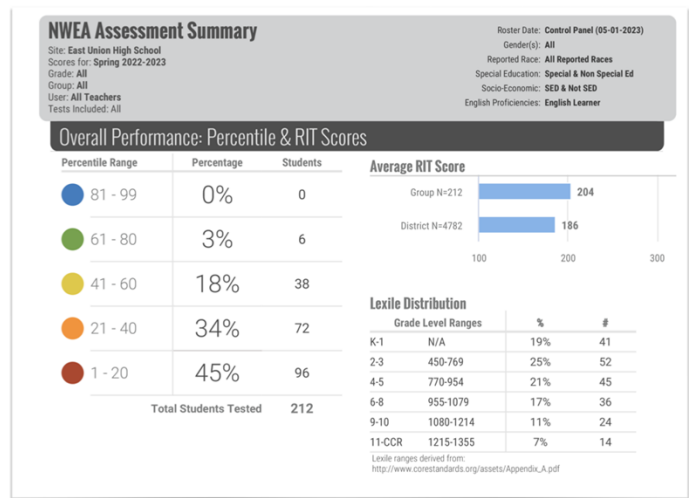 NWEA Assessment Summary
Site: East Union High School
Scores for: Spring 2022-2023
Grade: All
Group: All
User: All Teachers
Tests Included: All
Roster Date: Control Panel (05-01-2023)
Gender(s): All
Reported Race: All Reported Races
Special Education: Special & Non Special Ed
Socio-Economic: SED & Not SED
English Proficiencies: English Learner
Overall Performance: Percentile & RIT Scores
Percentile Range Percentage Students
81 - 99 0% 0
61 - 80 3% 6
41 - 60 18% 38
21 - 40 34% 72
1 - 20 45% 96
Total Students Tested 212
Average RIT Score
Group N=212 204
District N=4782 186
100 200 300
Lexile Distribution
Grade Level Ranges % #
K-1 N/A 19% 41
2-3 450-769 25% 52
4-5 770-954 21% 45
6-8 955-1079 17% 36
9-10 1080-1214 11% 24
11-CCR 1215-1355 7% 14
Lexile ranges derived from:
http://www.corestandards.org/assets/Appendix_A.pdf